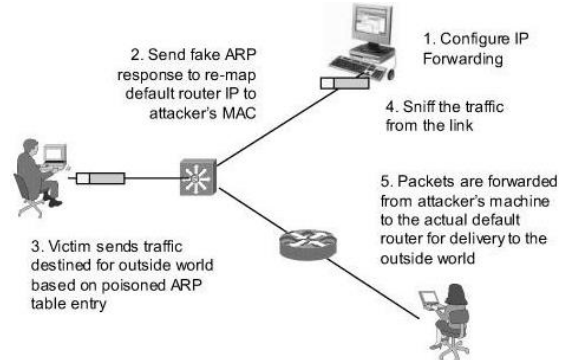 1. Configure IP
Forwarding
2. Send fake ARP
response to re-map
default router IP to
attacker's MAC
3. Victim sends traffic
destined for outside world
based on poisoned ARP
table entry
4. Sniff the traffic
from the link
5. Packets are forwarded
from attacker's machine
to the actual default
router for delivery to the
outside world